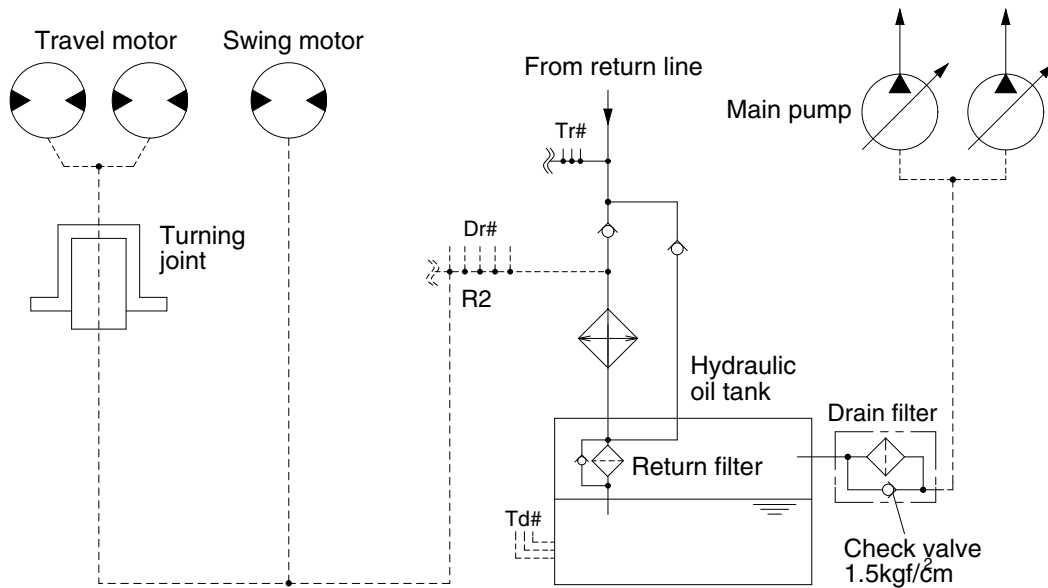 Travel motor
Swing motor
From return line
Main pump
Tr#
Turning
joint
Dr#
R2
Hydraulic
oil tank
Drain filter
Return filter
Td#
Check valve
1.5kgf/cm2